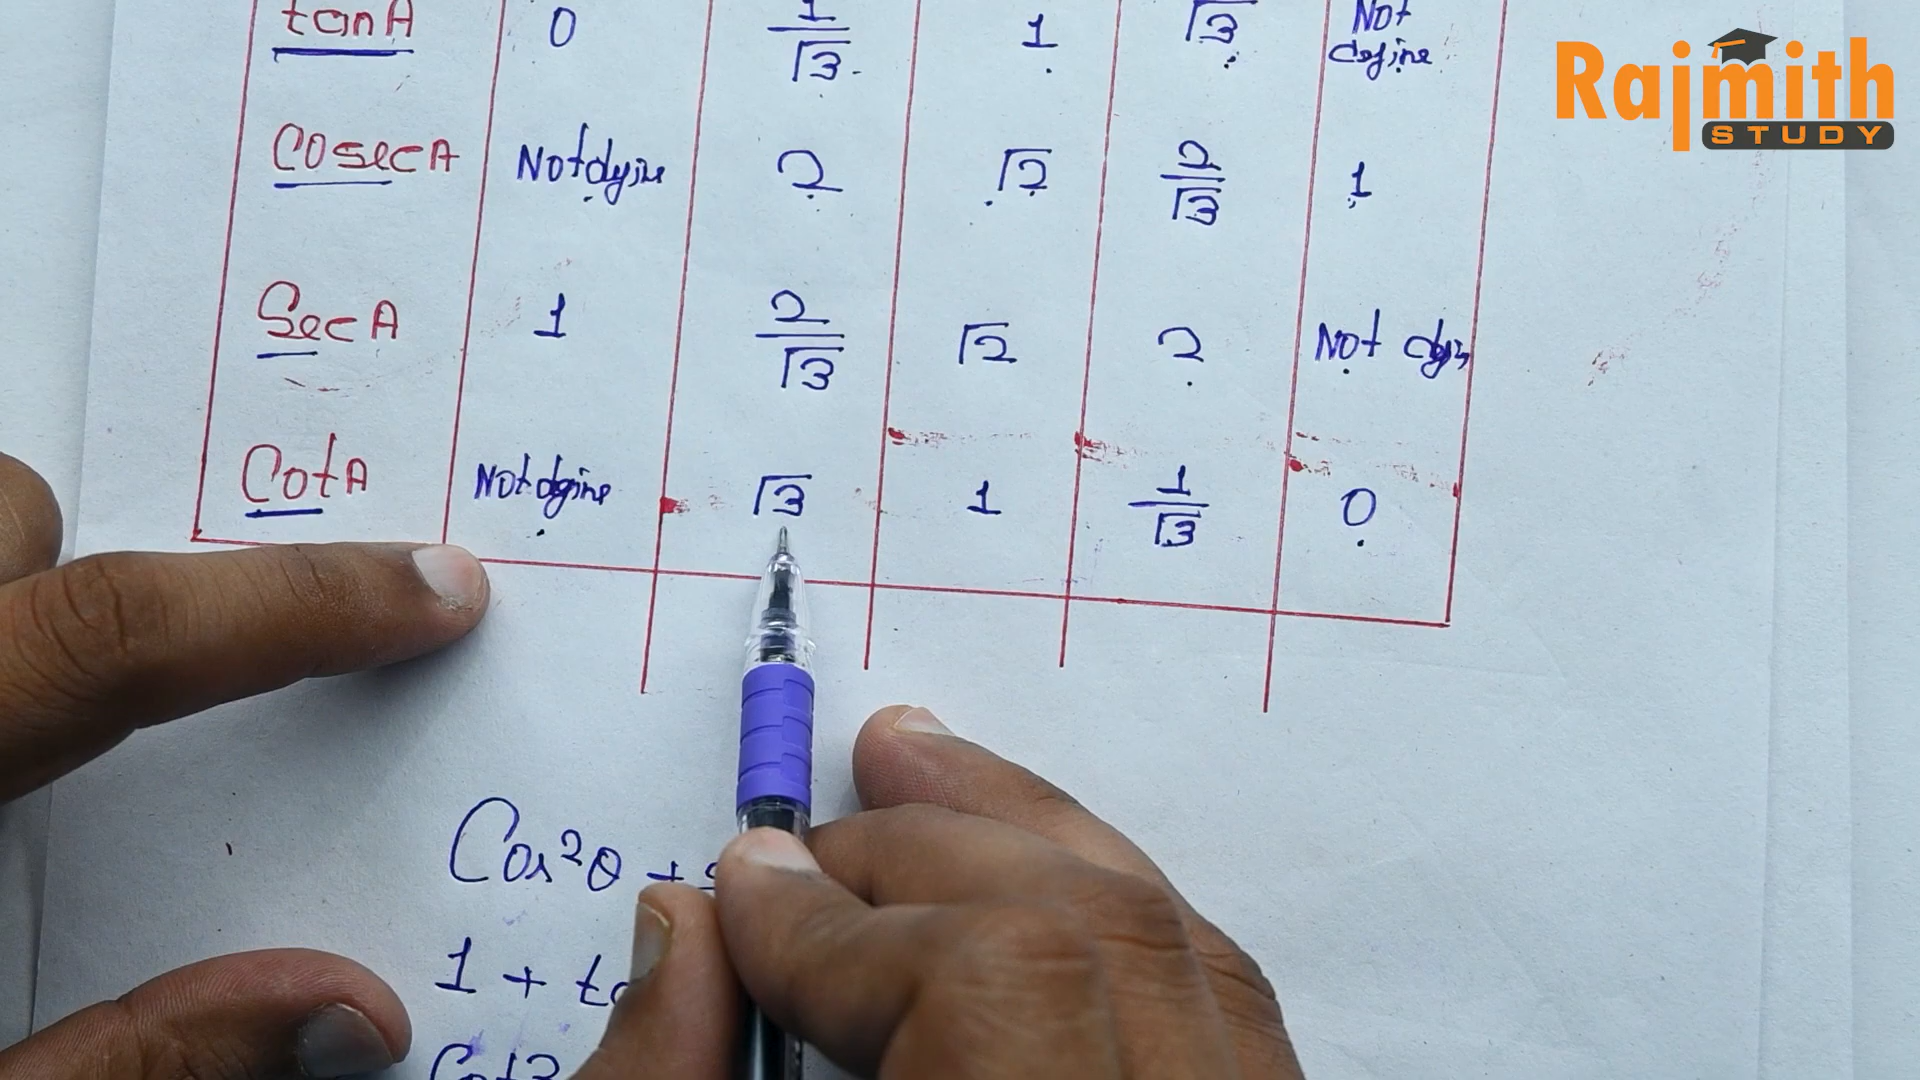 tanA 0 1/√3 1 √3 Not define
CosecA Not define 2 √2 2/√3 1
SecA 1 2/√3 √2 2 Not
CotA Not define √3 1 1/√3 0
Cos²θ +
1 +
Rajmith
STUDY